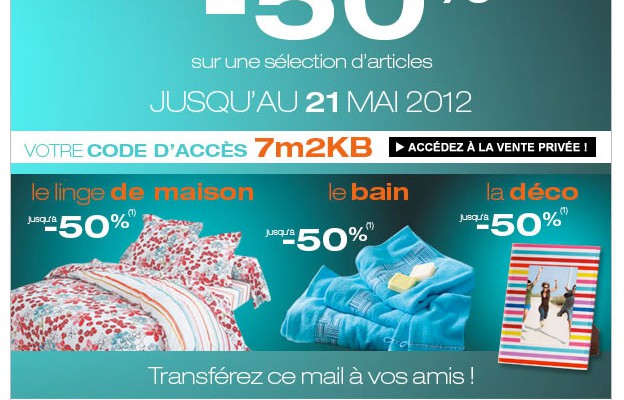 -50%
sur une sélection d'articles
JUSQU'AU 21 MAI 2012
VOTRE CODE D'ACCÈS 7m2KB ACCÉDEZ À LA VENTE PRIVÉE !
le linge de maison
jusqu'à -50%(1)
le bain
jusqu'à -50%(1)
la déco
jusqu'à -50%(1)
Transférez ce mail à vos amis !